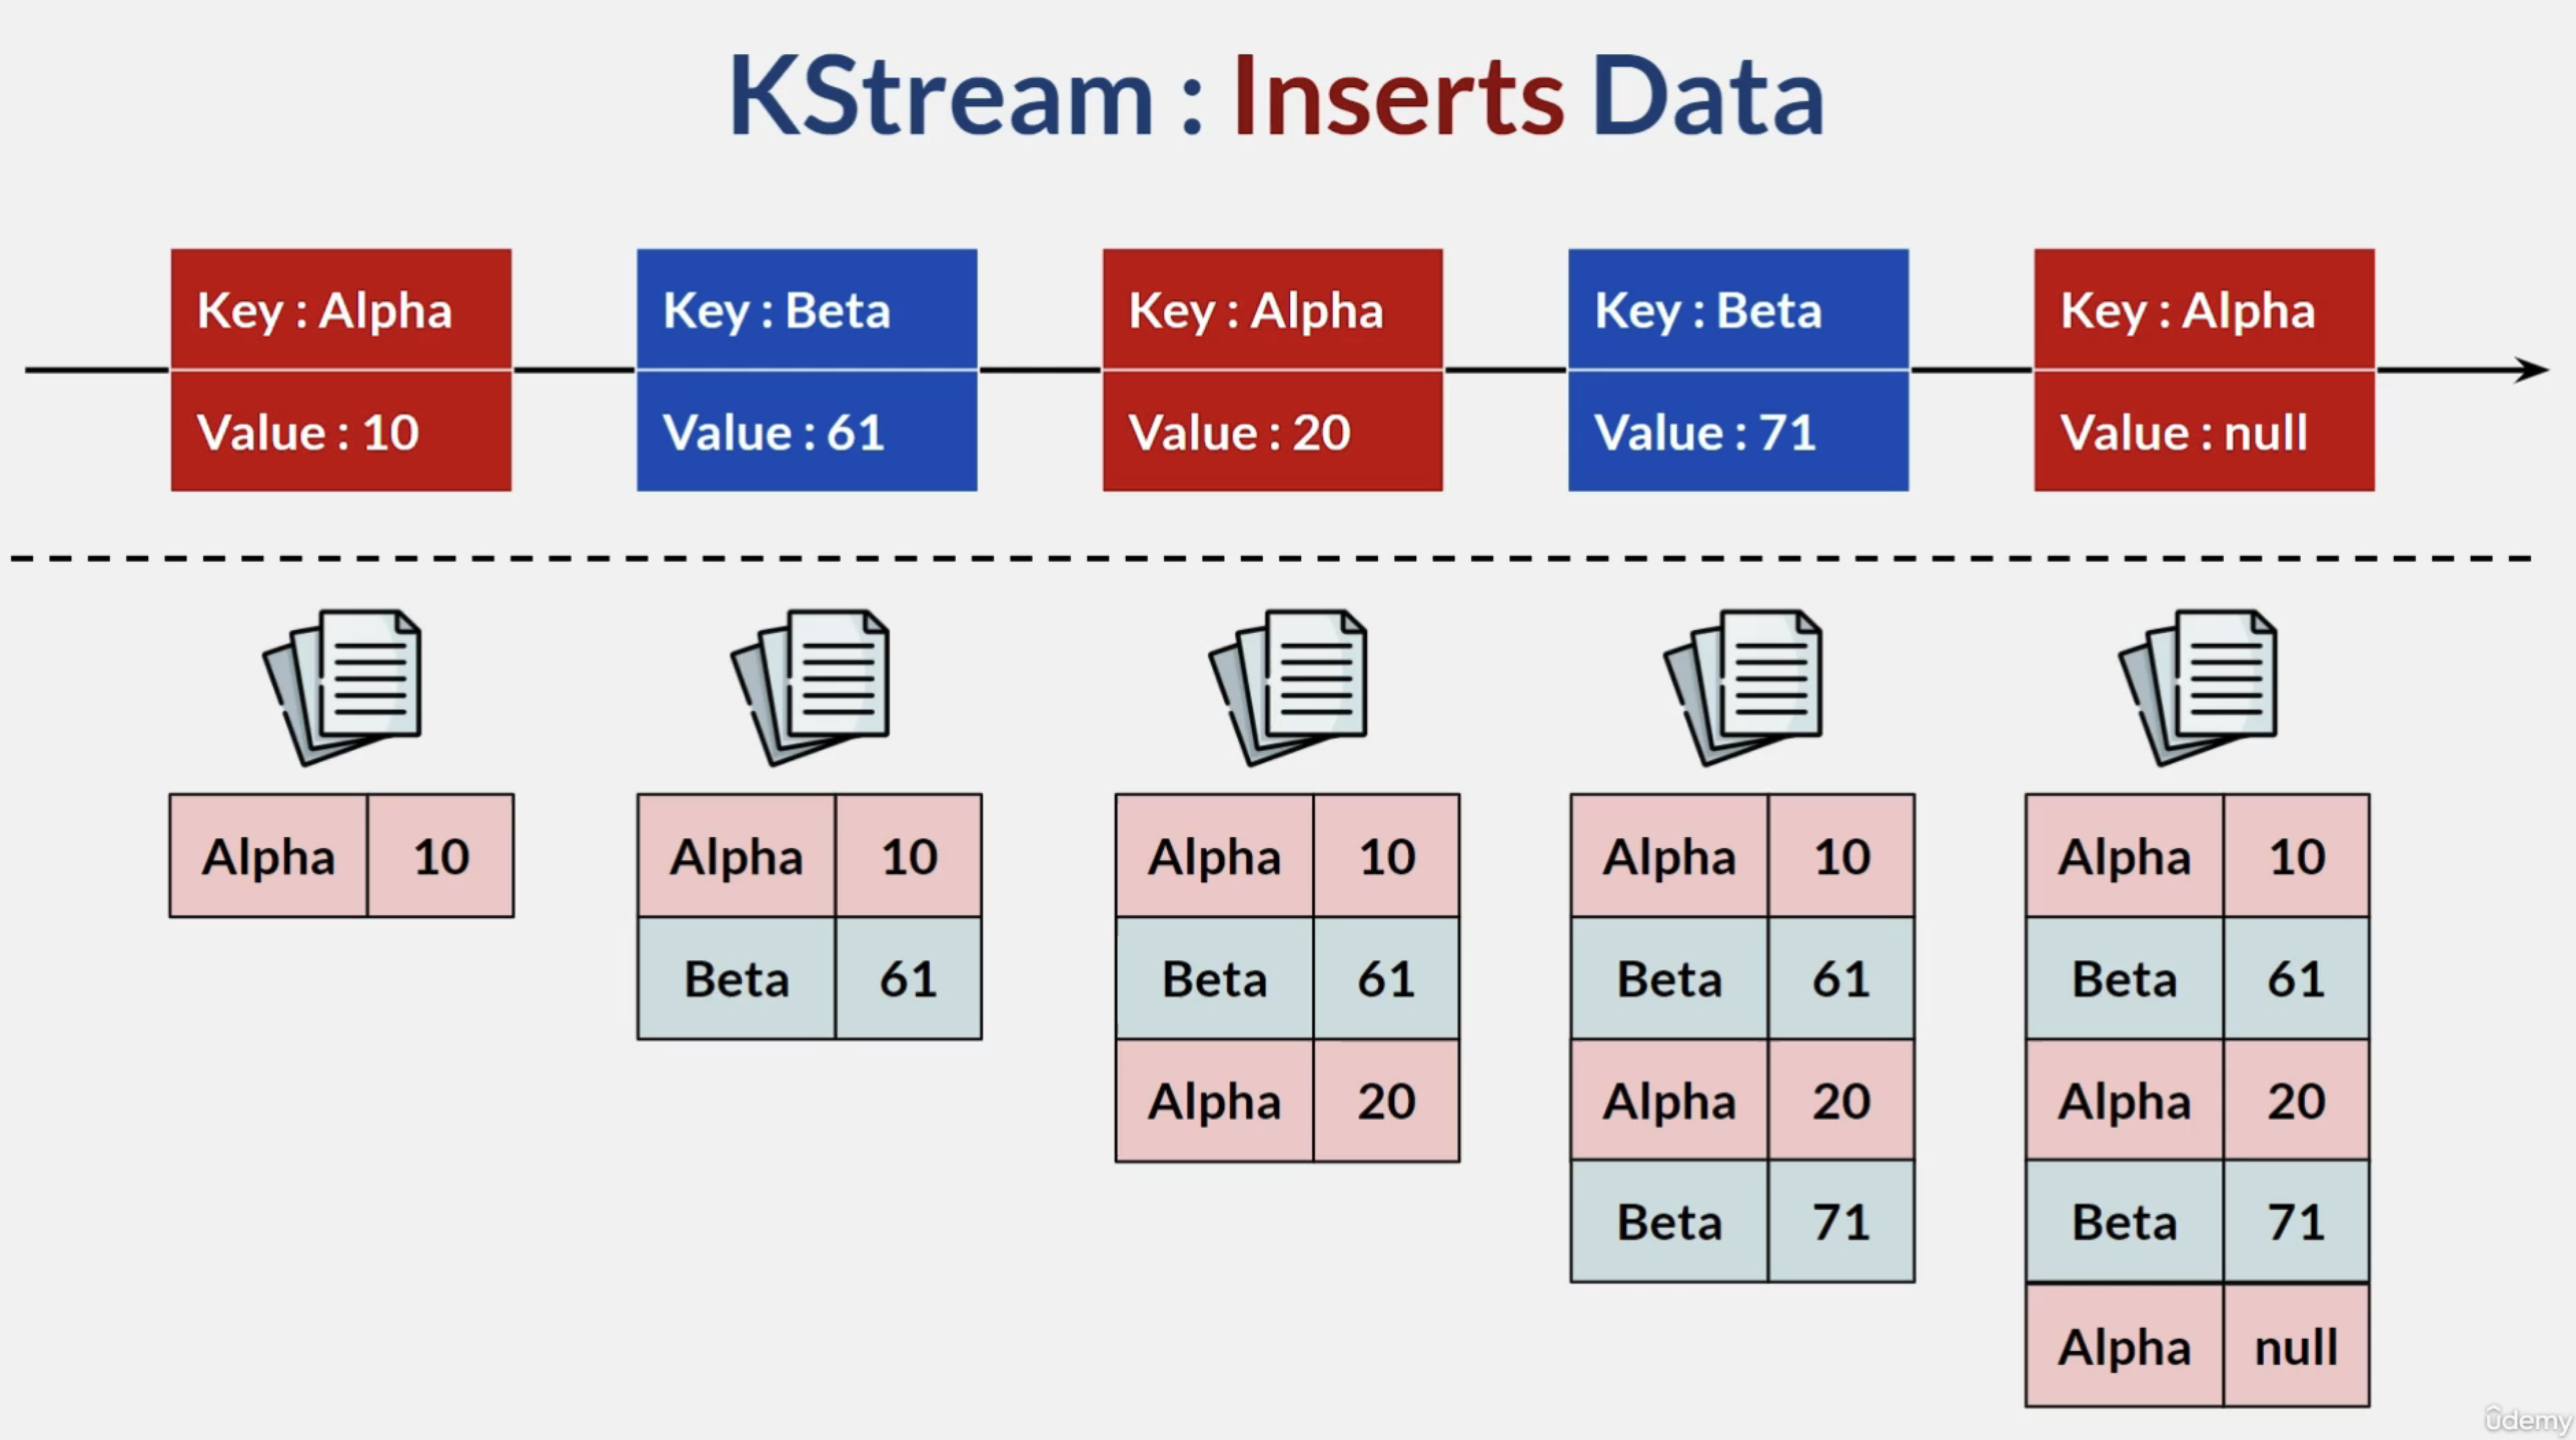 KStream : Inserts Data
Key : Alpha
Value : 10
Key : Beta
Value : 61
Key : Alpha
Value : 20
Key : Beta
Value : 71
Key : Alpha
Value : null
Alpha 10
Alpha 10
Beta 61
Alpha 10
Beta 61
Alpha 20
Alpha 10
Beta 61
Alpha 20
Beta 71
Alpha 10
Beta 61
Alpha 20
Beta 71
Alpha null
ûdemy